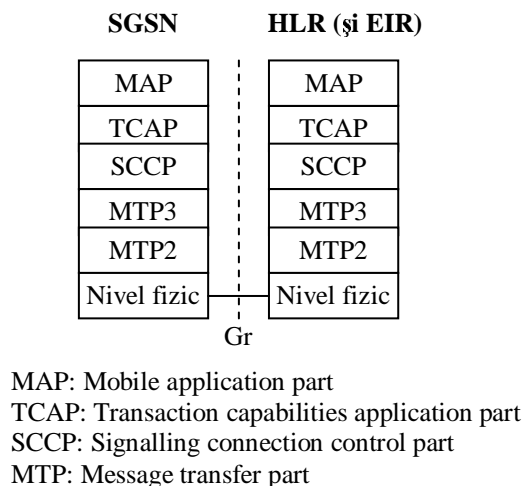 SGSN HLR (și EIR)
MAP MAP
TCAP TCAP
SCCP SCCP
MTP3 MTP3
MTP2 MTP2
Nivel fizic Nivel fizic
Gr
MAP: Mobile application part
TCAP: Transaction capabilities application part
SCCP: Signalling connection control part
MTP: Message transfer part